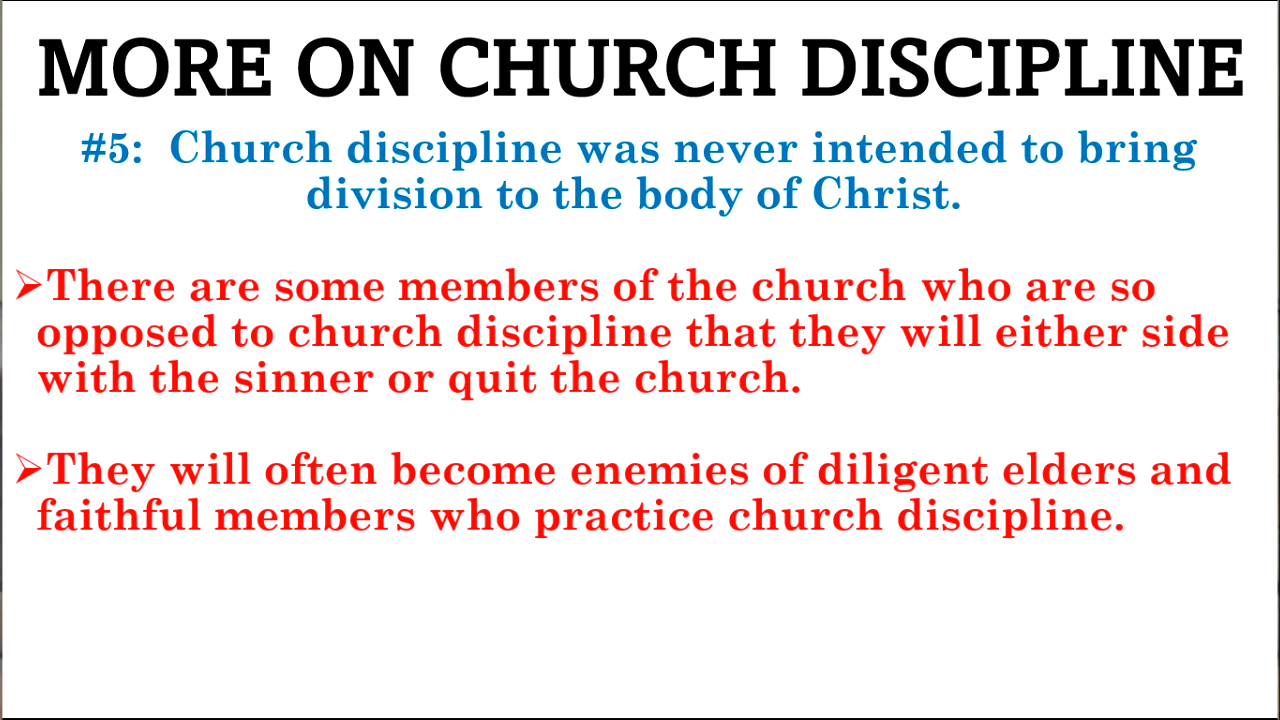 MORE ON CHURCH DISCIPLINE
#5: Church discipline was never intended to bring
division to the body of Christ.
➢There are some members of the church who are so
opposed to church discipline that they will either side
with the sinner or quit the church.
➢They will often become enemies of diligent elders and
faithful members who practice church discipline.